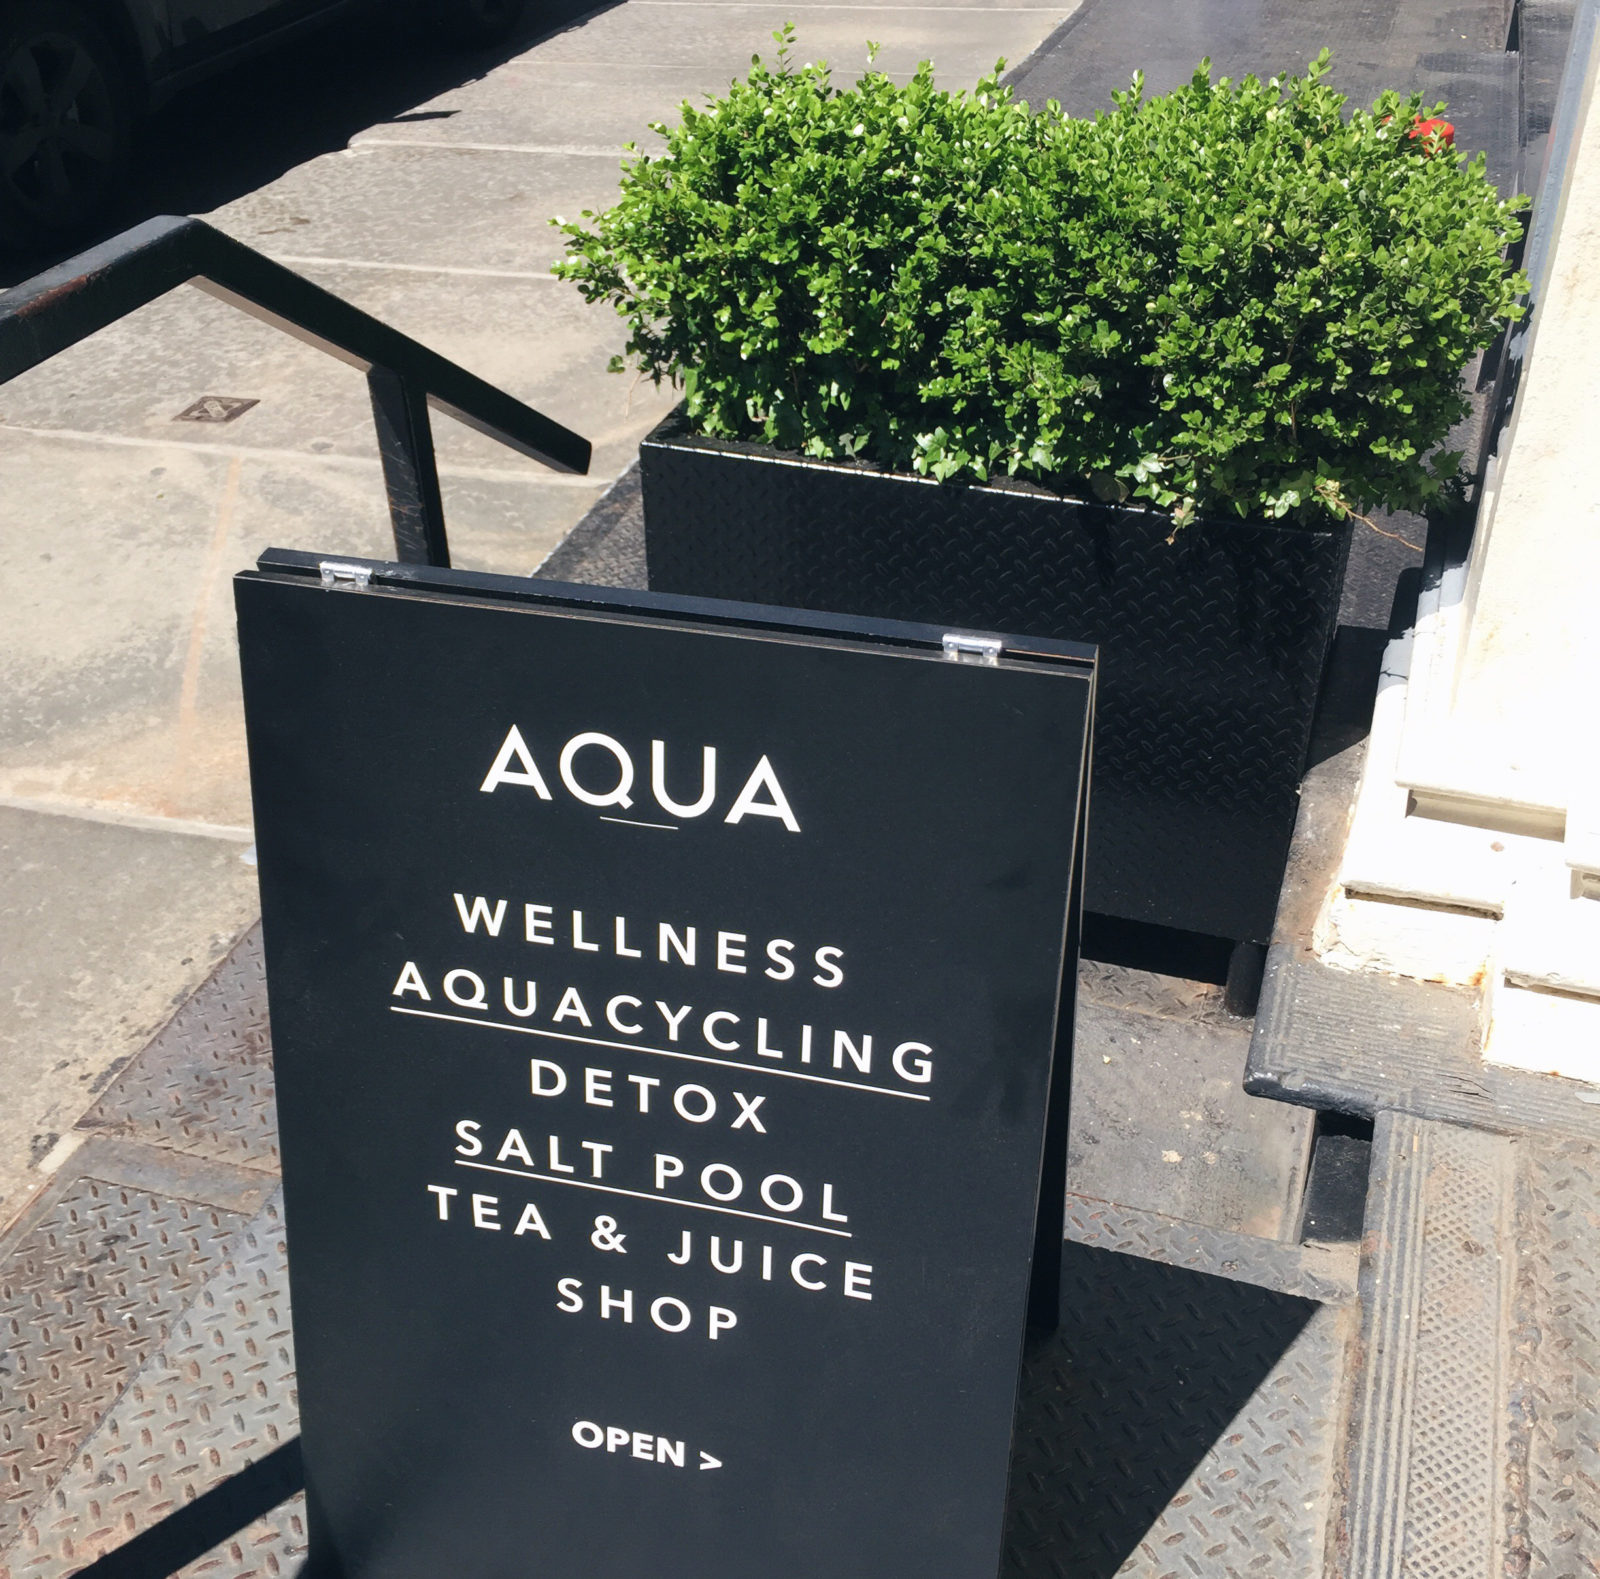 AQUA
WELLNESS
AQUACYCLING
DETOX
SALT POOL
TEA & JUICE
SHOP
OPEN >